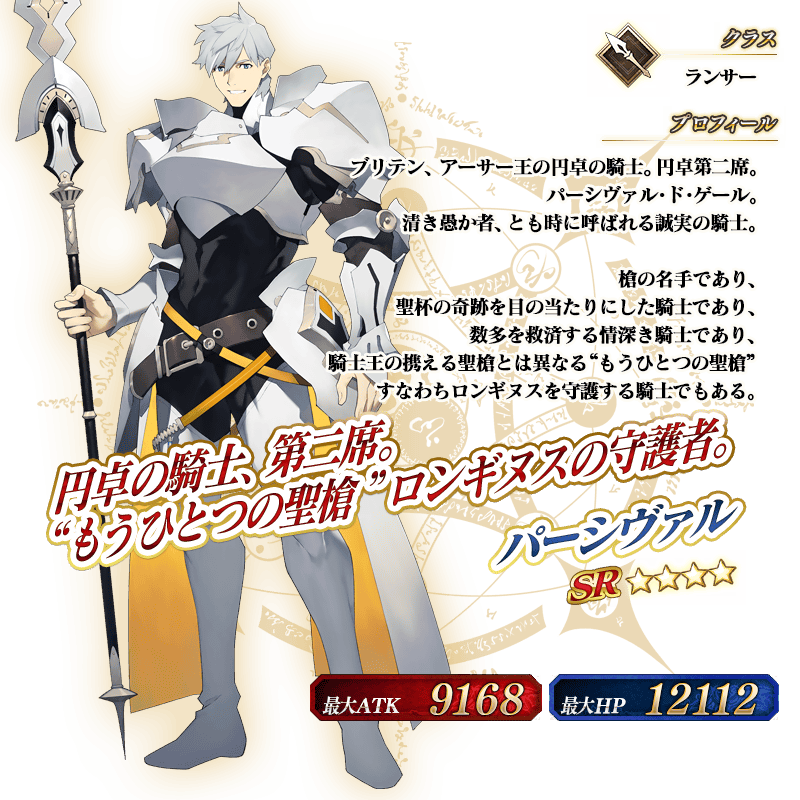 クラス
ランサー
プロフィール
ブリテン、アーサー王の円卓の騎士。円卓第二席。
パーシヴァル・ド・ゲール。
清き愚か者、とも時に呼ばれる誠実の騎士。
槍の名手であり、
聖杯の奇跡を目の当たりにした騎士であり、
数多を救済する情深き騎士であり、
騎士王の携える聖槍とは異なる“もうひとつの聖槍”
すなわちロンギヌスを守護する騎士でもある。
円卓の騎士、第二席。
“もうひとつの聖槍”ロンギヌスの守護者。
パーシヴァル
SR
最大ATK 9168
最大HP 12112